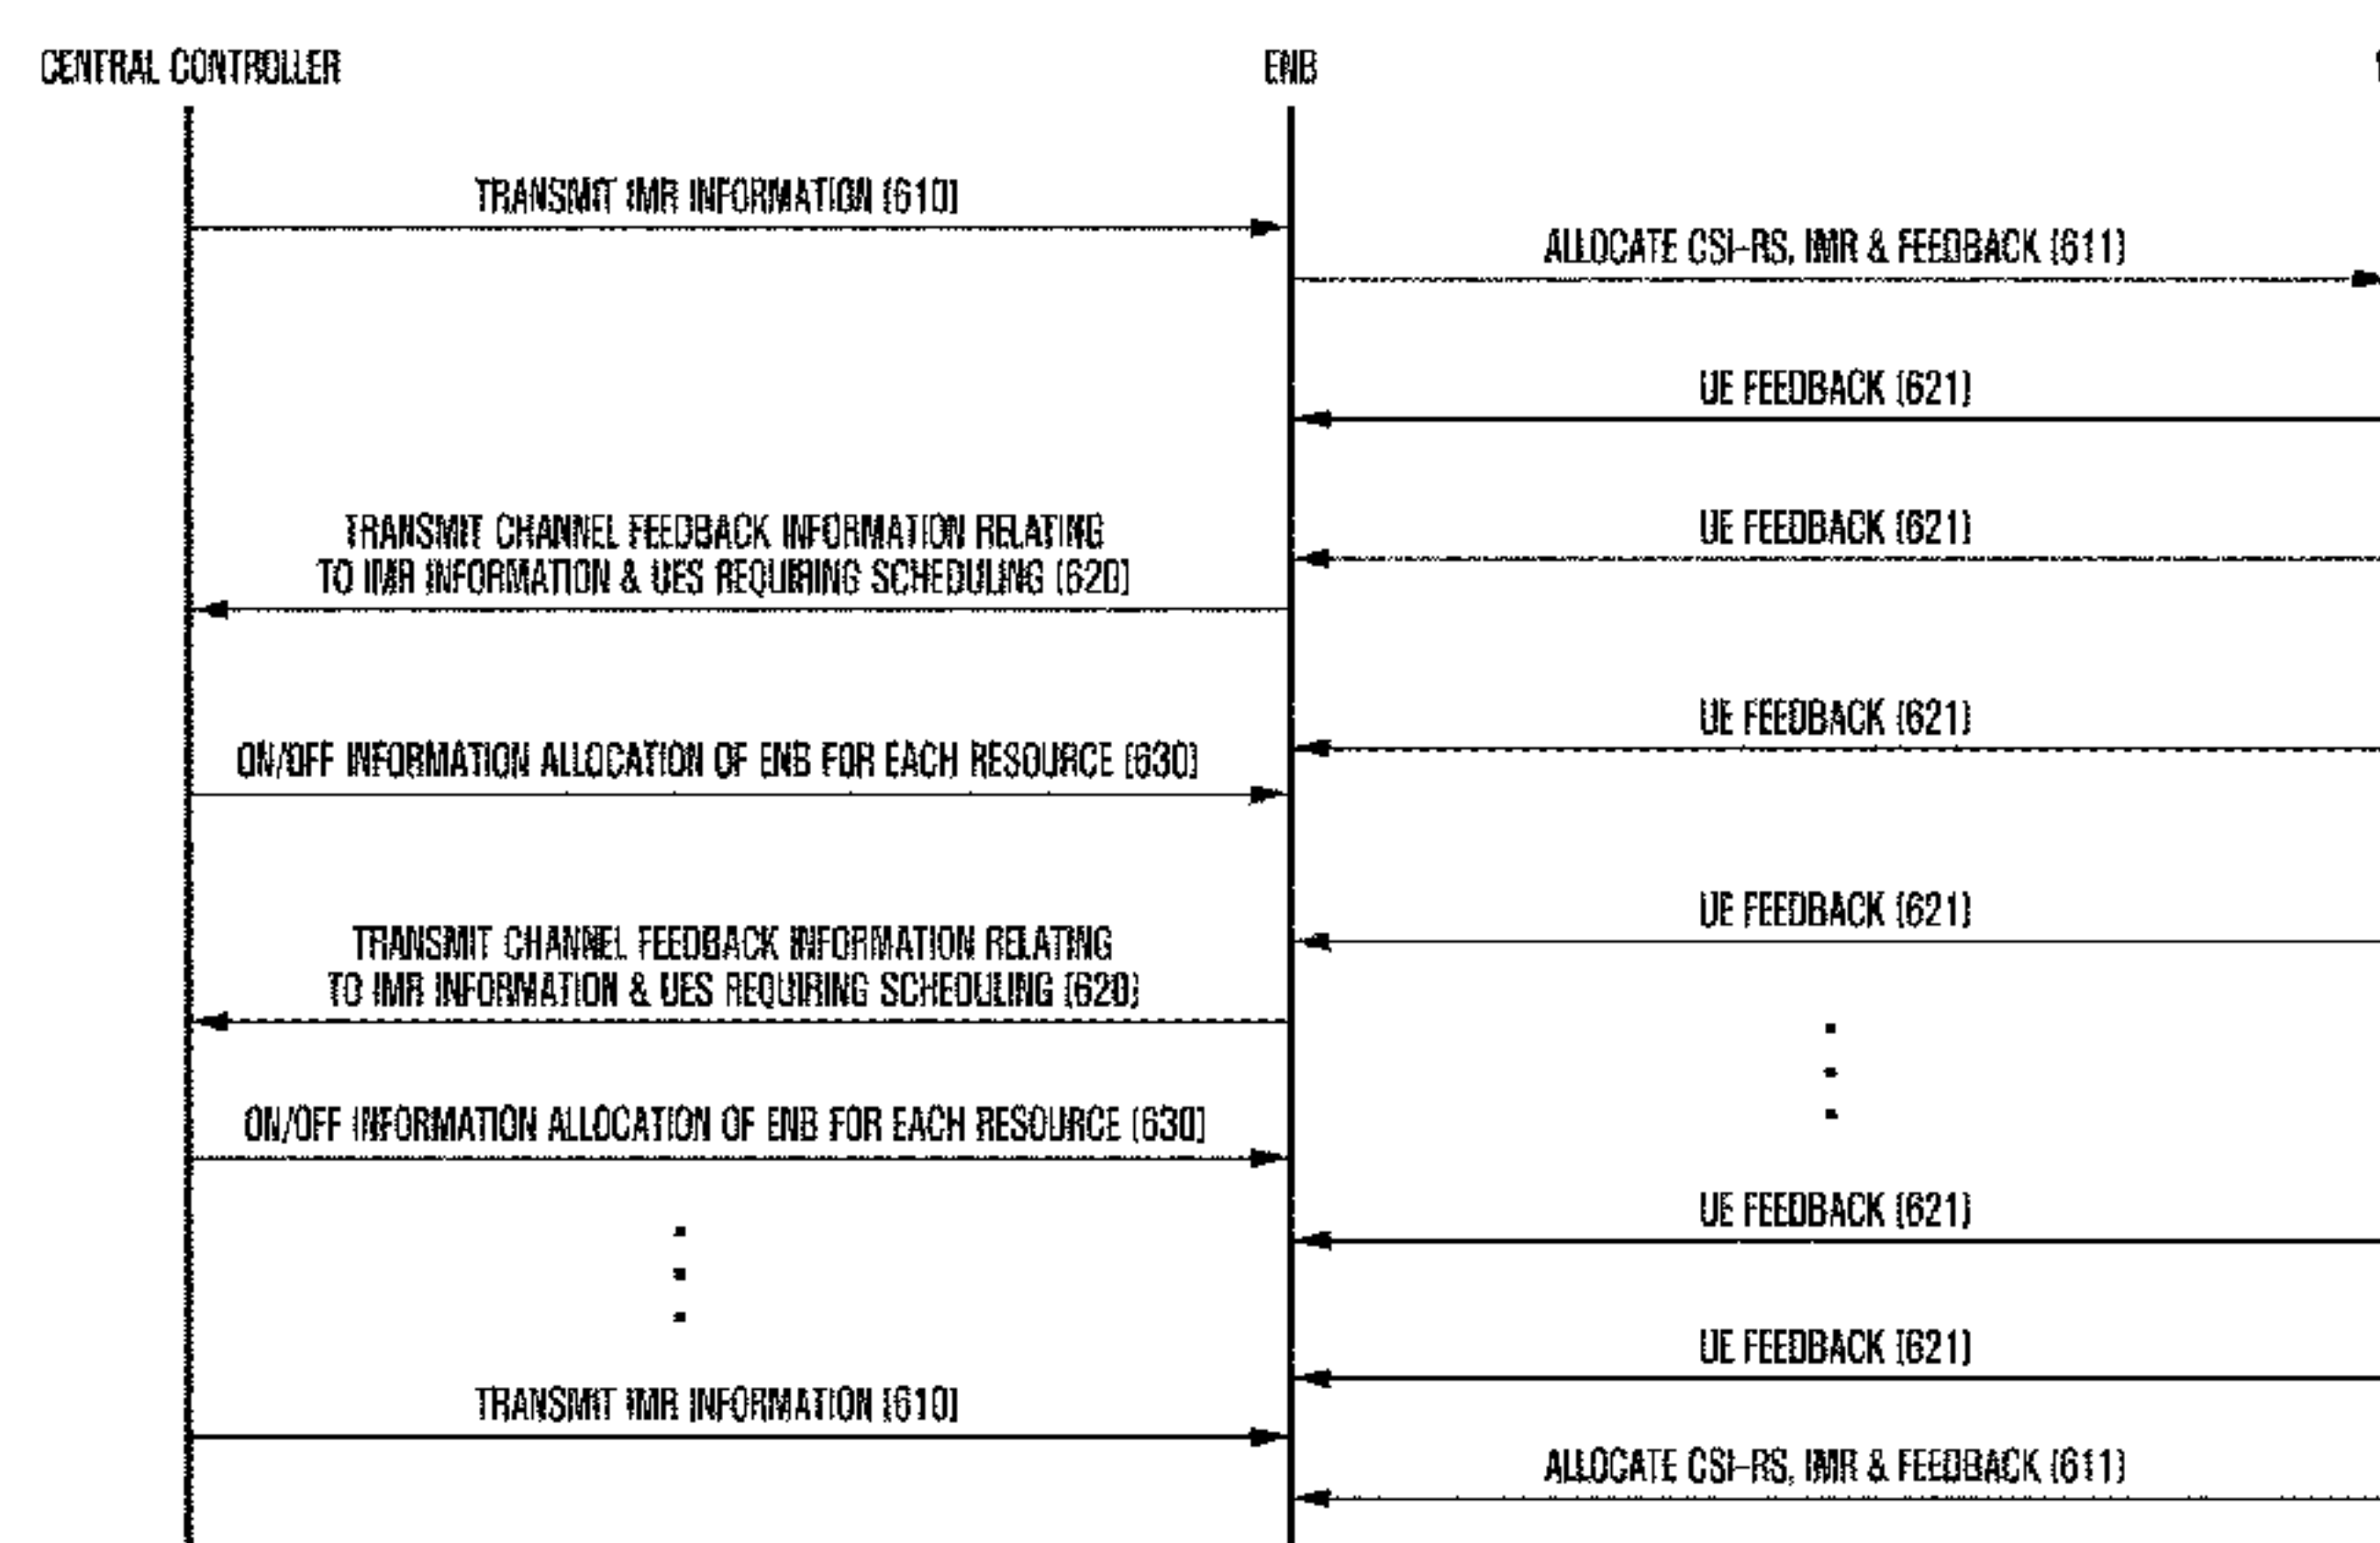 CENTRAL CONTROLLER
ENB
TRANSMIT IMR INFORMATION (610)
ALLOCATE CSI-RS, IMR & FEEDBACK (611)
UE FEEDBACK (621)
UE FEEDBACK (621)
TRANSMIT CHANNEL FEEDBACK INFORMATION RELATING
TO IMR INFORMATION & UES REQUIRING SCHEDULING (620)
UE FEEDBACK (621)
ON/OFF INFORMATION ALLOCATION OF ENB FOR EACH RESOURCE (630)
UE FEEDBACK (621)
TRANSMIT CHANNEL FEEDBACK INFORMATION RELATING
TO IMR INFORMATION & UES REQUIRING SCHEDULING (620)
ON/OFF INFORMATION ALLOCATION OF ENB FOR EACH RESOURCE (630)
UE FEEDBACK (621)
UE FEEDBACK (621)
TRANSMIT IMR INFORMATION (610)
ALLOCATE CSI-RS, IMR & FEEDBACK (611)